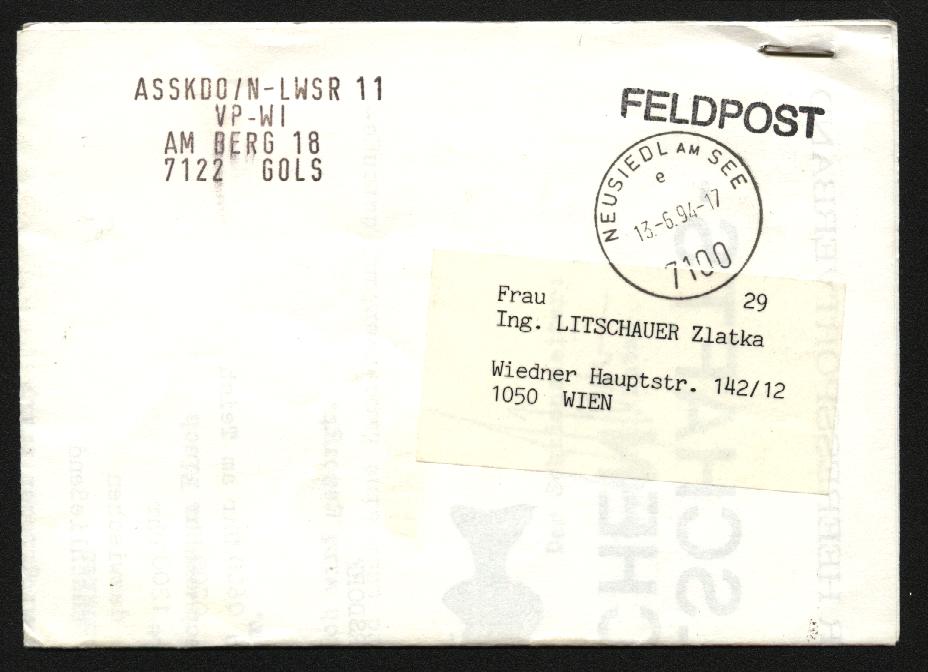 ASSKDO/N-LWSR 11
VP-WI
AM BERG 18
7122 GOLS
FELDPOST
NEUSIEDL AM SEE
e
13.-6.94-17
7100
Frau 29
Ing. LITSCHAUER Zlatka
Wiedner Hauptstr. 142/12
1050 WIEN